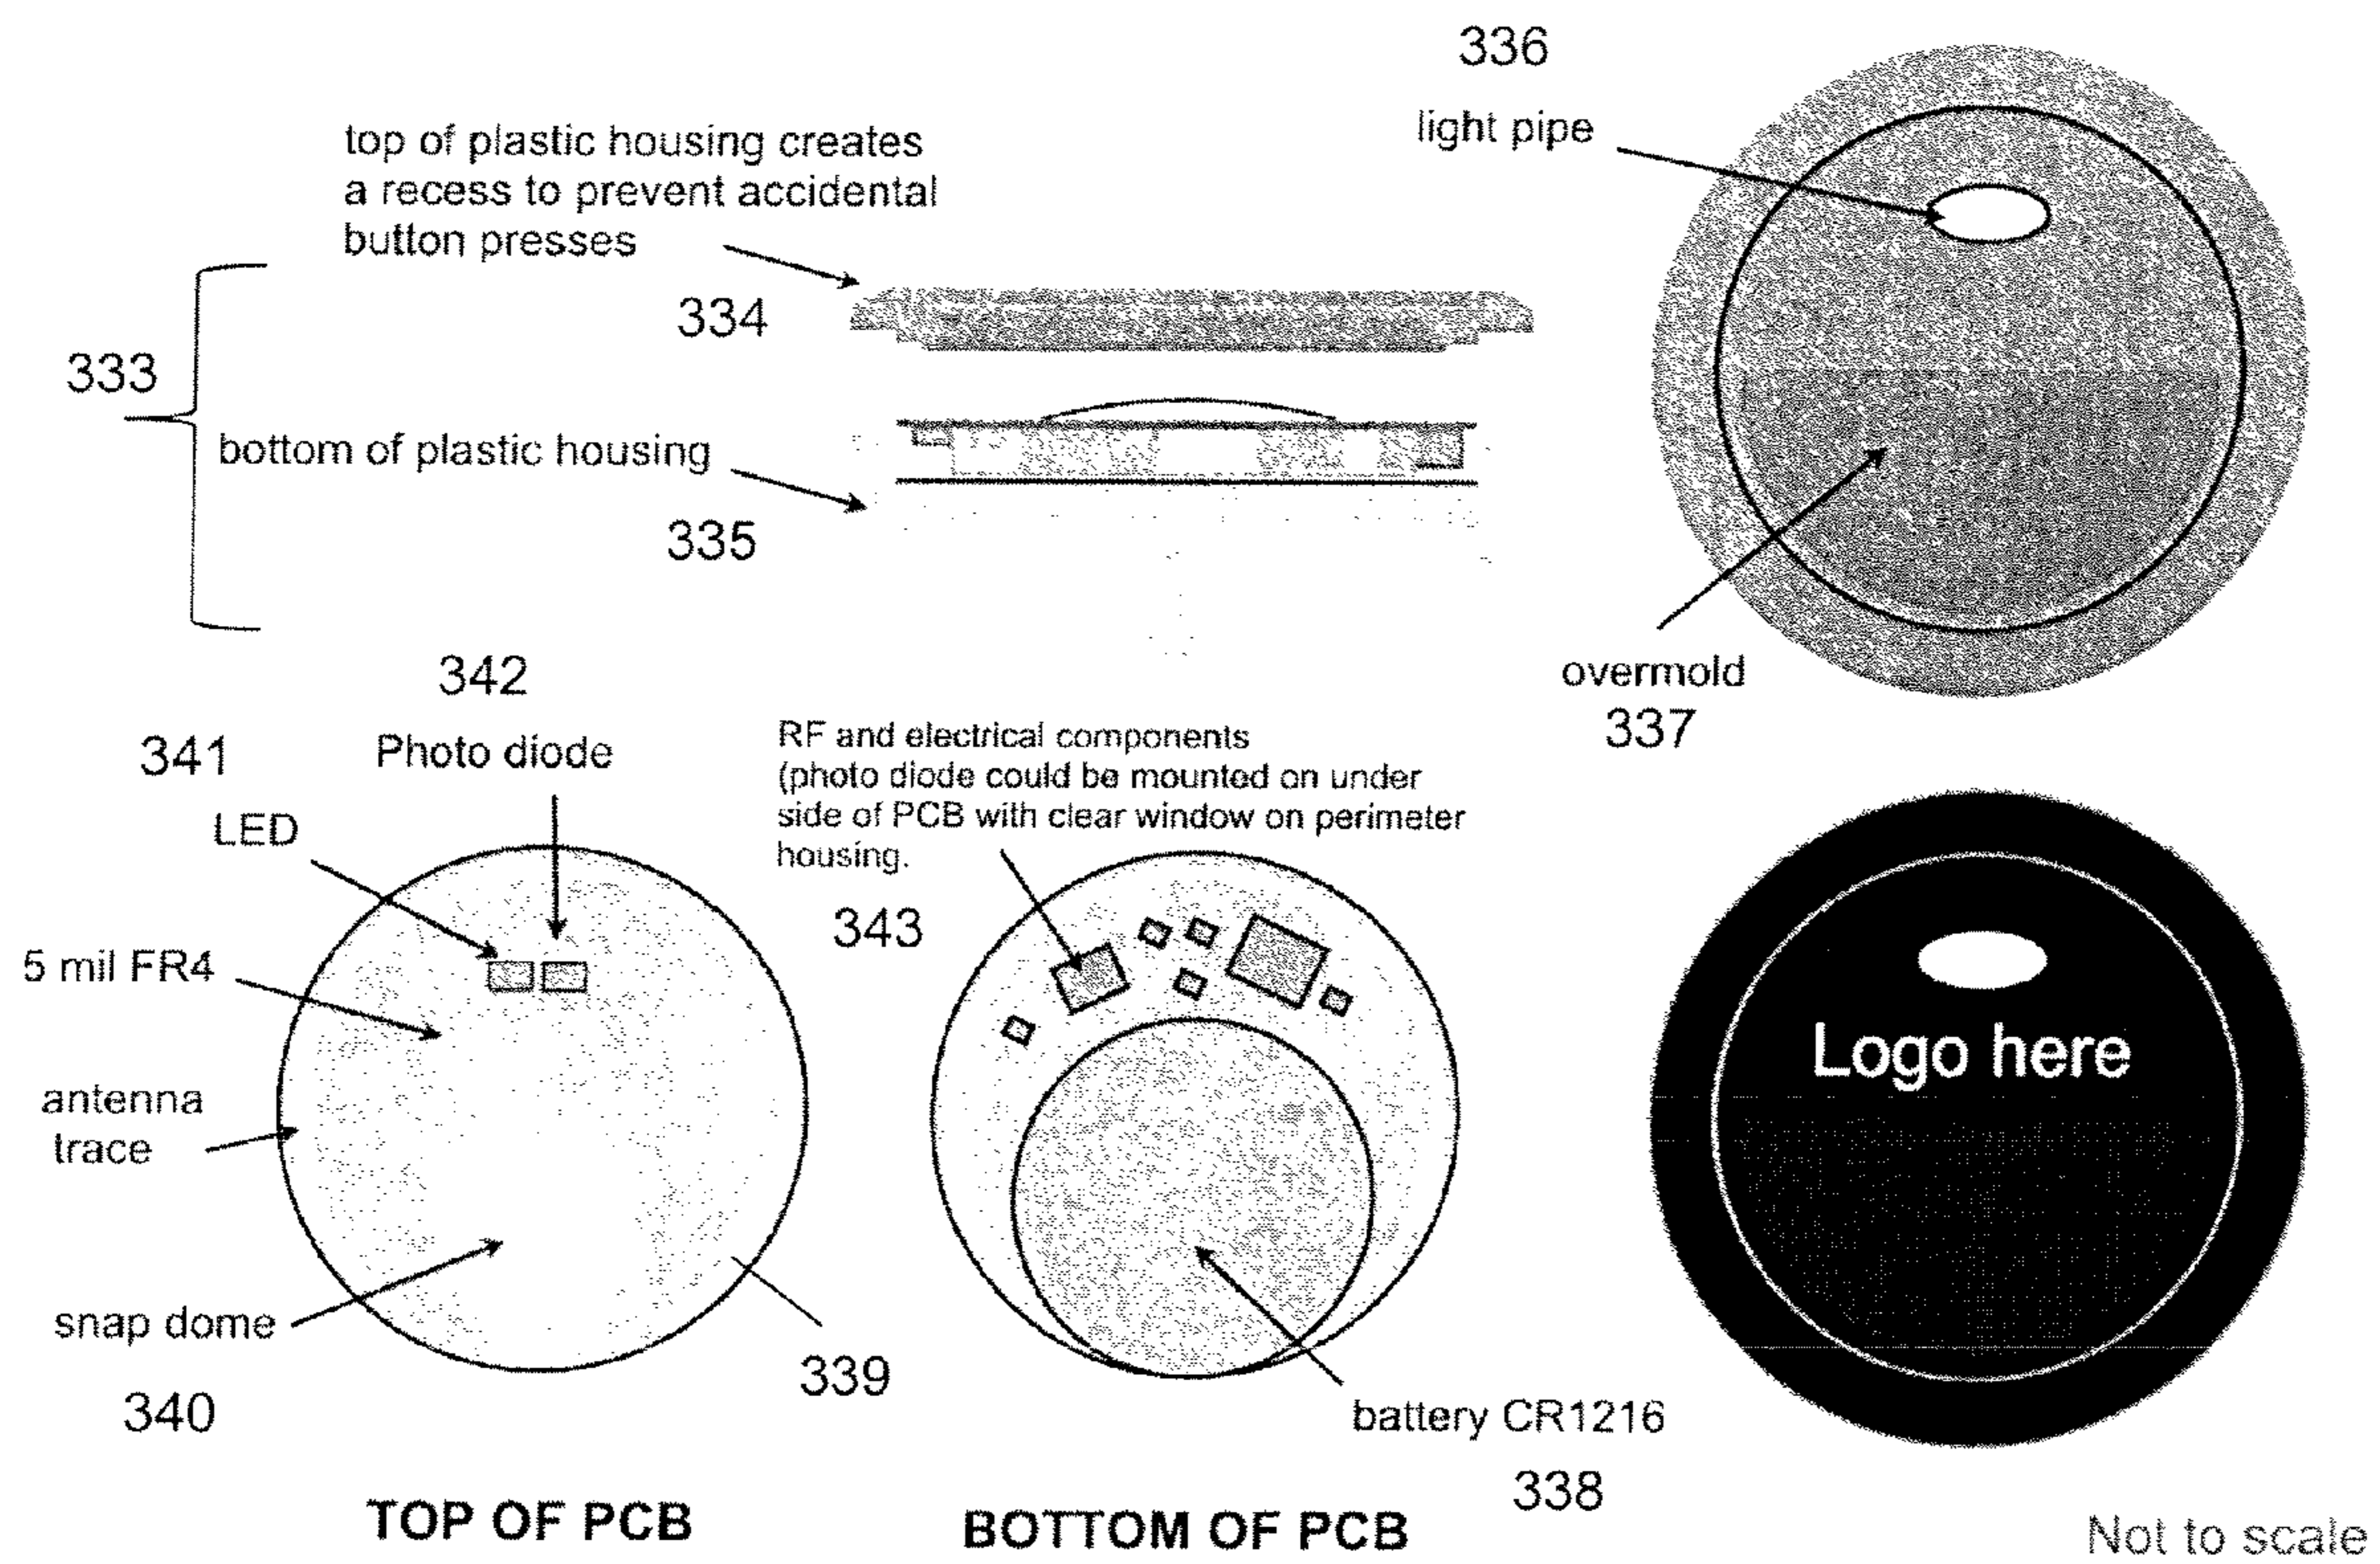 336
light pipe
top of plastic housing creates
a recess to prevent accidental
button presses
334
333
bottom of plastic housing
335
overmold
337
342
341
Photo diode
LED
RF and electrical components
(photo diode could be mounted on under
side of PCB with clear window on perimeter
housing.
343
5 mil FR4
antenna
trace
snap dome
340
339
Logo here
battery CR1216
338
TOP OF PCB
BOTTOM OF PCB
Not to scale